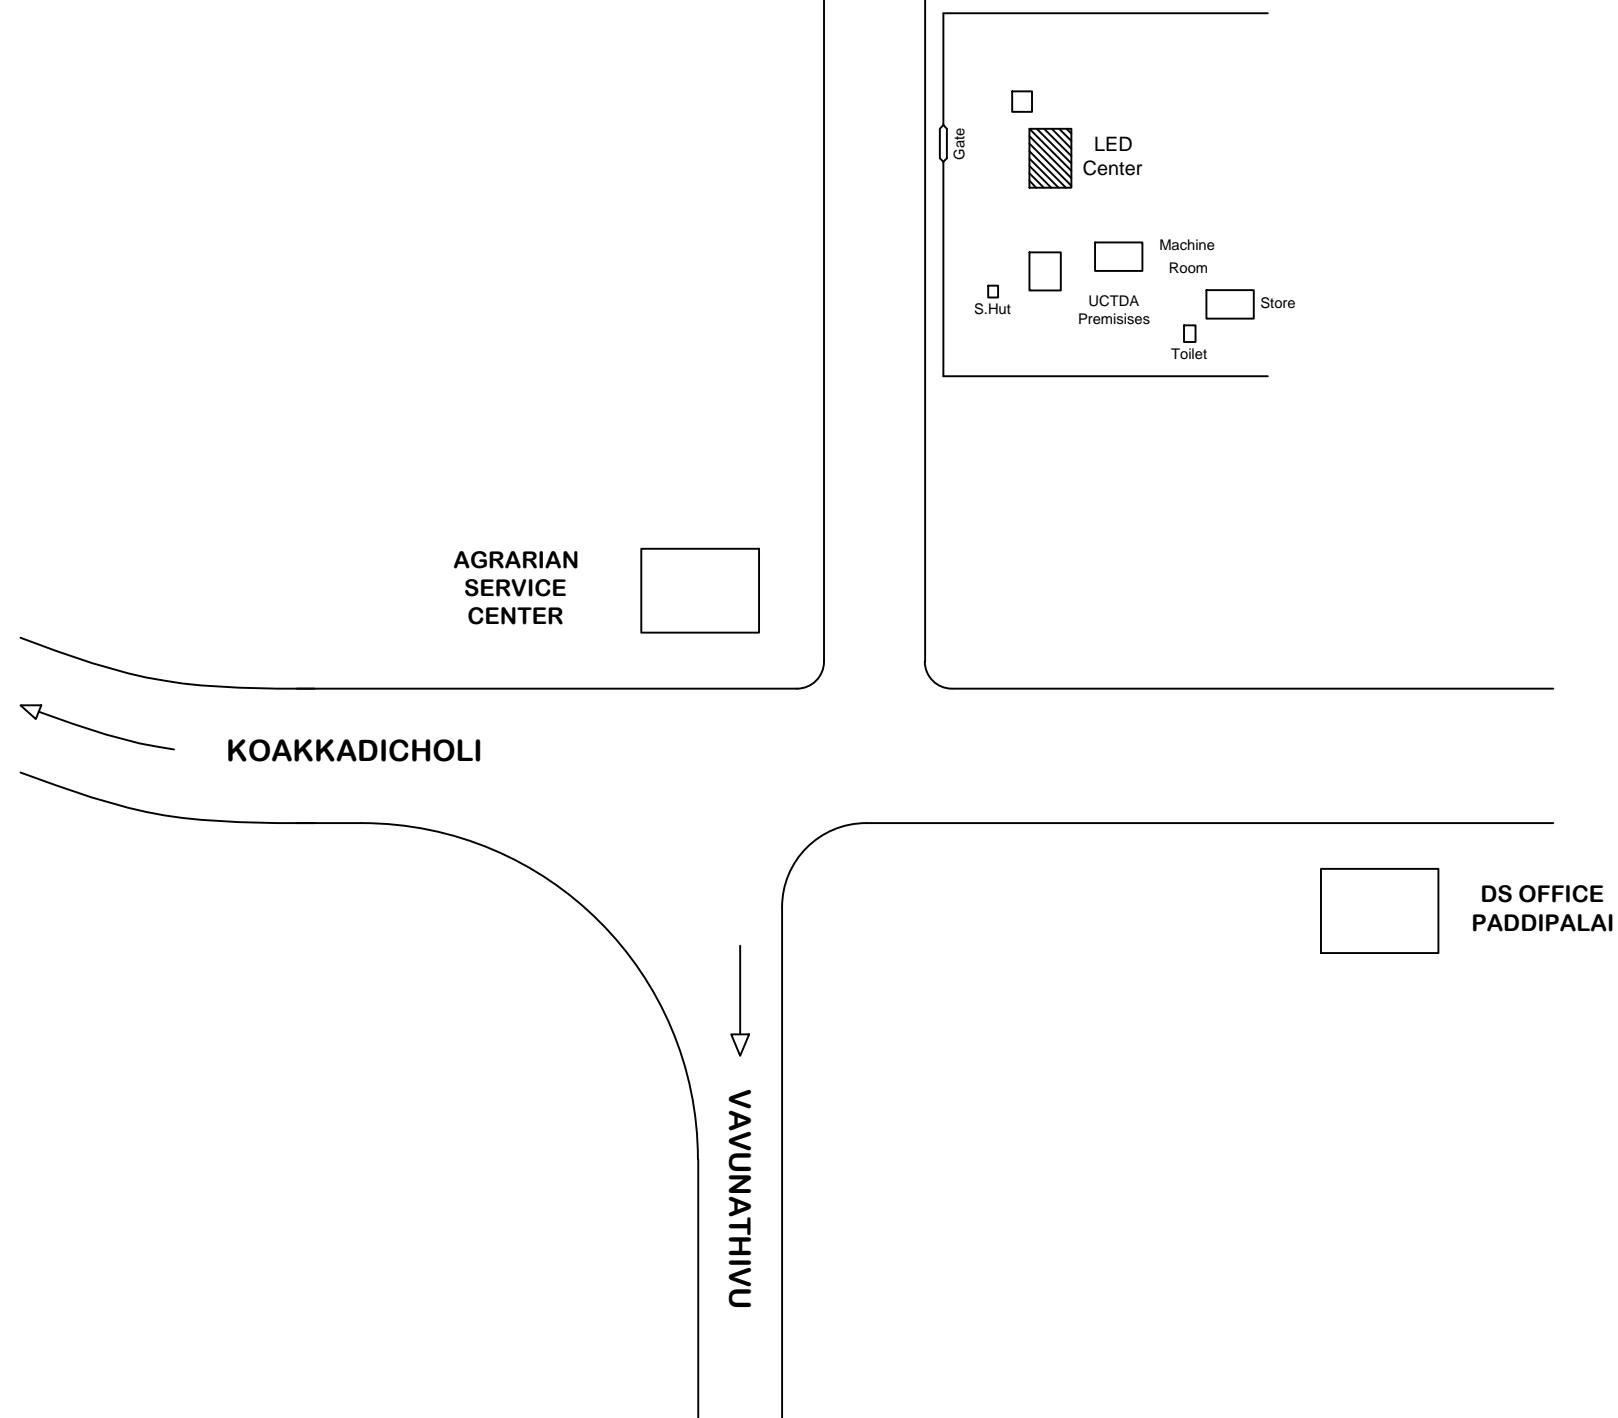 Gate
LED
Center
Machine
Room
UCTDA
Premisises
S.Hut
Store
Toilet
AGRARIAN
SERVICE
CENTER
KOAKKADICHOLI
DS OFFICE
PADDIPALAI
VAVUNATHIVU